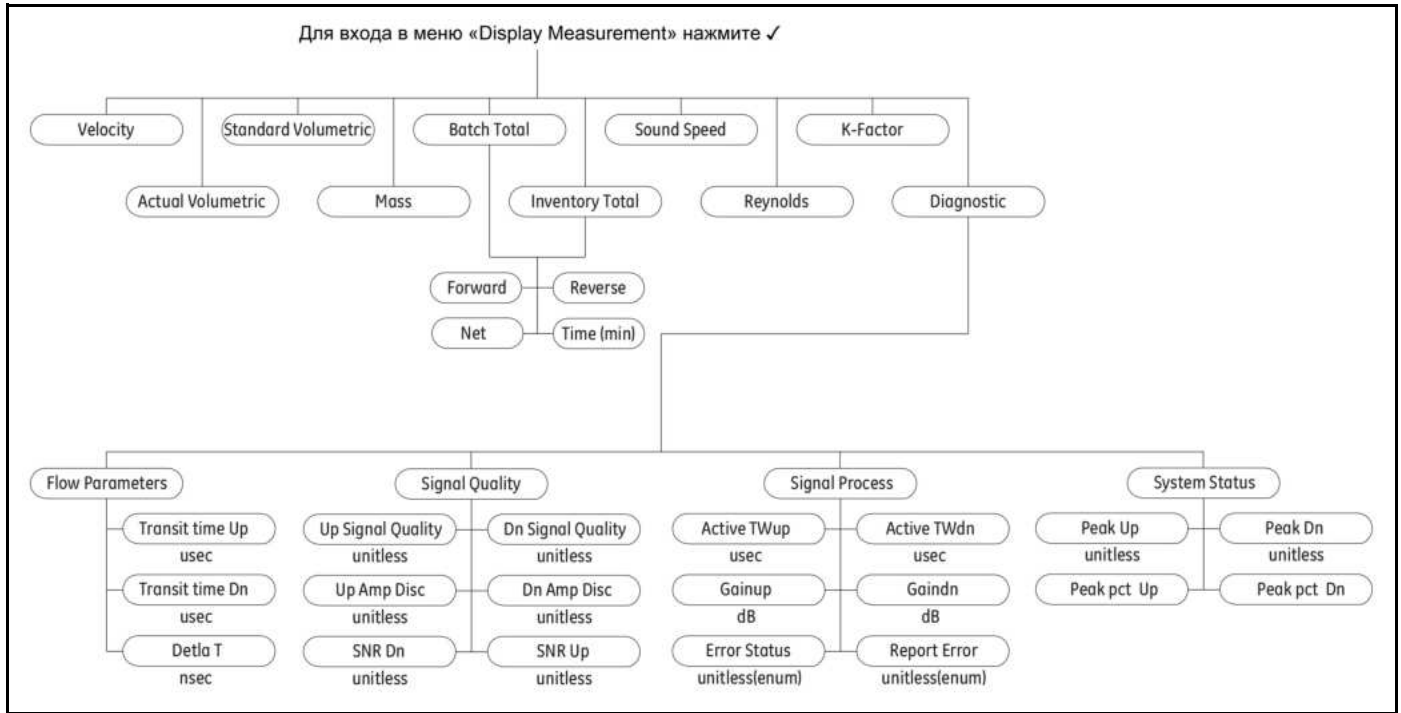 Для входа в меню «Display Measurement» нажмите ✓
Velocity
Standard Volumetric
Batch Total
Sound Speed
K-Factor
Actual Volumetric
Mass
Inventory Total
Reynolds
Diagnostic
Forward
Reverse
Net
Time (min)
Flow Parameters
Signal Quality
Signal Process
System Status
Transit time Up
usec
Transit time Dn
usec
Detla T
nsec
Up Signal Quality
unitless
Dn Signal Quality
unitless
Up Amp Disc
unitless
Dn Amp Disc
unitless
SNR Dn
unitless
SNR Up
unitless
Active TWup
usec
Active TWdn
usec
Gainup
dB
Gaindn
dB
Error Status
unitless(enum)
Report Error
unitless(enum)
Peak Up
unitless
Peak Dn
unitless
Peak pct Up
Peak pct Dn